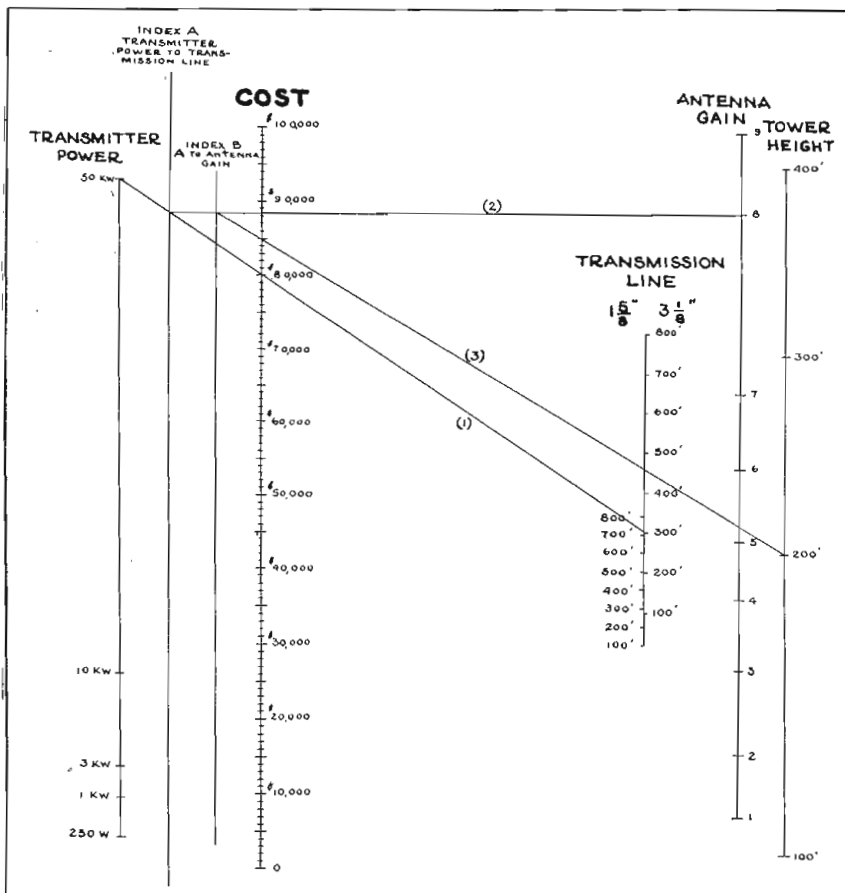 INDEX A
TRANSMITTER
POWER TO TRANS-
MISSION LINE
COST
TRANSMITTER
POWER
INDEX B
A TO ANTENNA
GAIN
ANTENNA
GAIN
TOWER
HEIGHT
50 KW
10 KW
3 KW
1 KW
250 W
$100,000
$90,000
$80,000
$70,000
$60,000
$50,000
$40,000
$30,000
$20,000
$10,000
0
(2)
(3)
(1)
TRANSMISSION
LINE
1 5/8" 3 1/8"
800'
700'
600'
500'
400'
800'
700' 300'
600'
500' 200'
400'
300' 100'
200'
100'
9
8
7
6
5
4
3
2
1
400'
300'
200'
100'